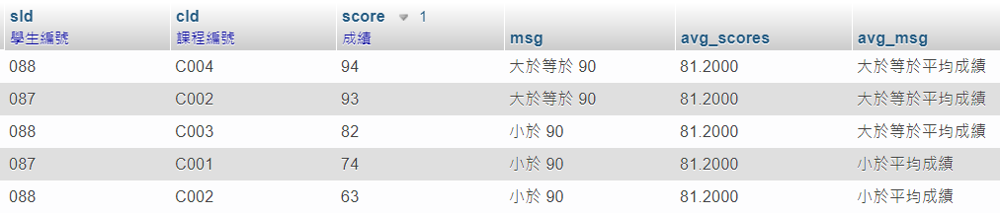 sId cId score 1
學生編號 課程編號 成績 msg avg_scores avg_msg
088 C004 94 大於等於 90 81.2000 大於等於平均成績
087 C002 93 大於等於 90 81.2000 大於等於平均成績
088 C003 82 小於 90 81.2000 大於等於平均成績
087 C001 74 小於 90 81.2000 小於平均成績
088 C002 63 小於 90 81.2000 小於平均成績